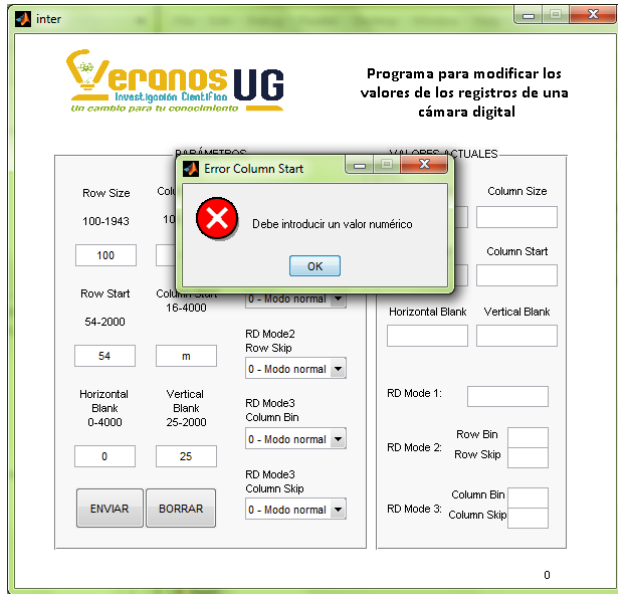 inter
Veranos UG
Investigación Científica
Un cambio para tu conocimiento
Programa para modificar los
valores de los registros de una
cámara digital
PARÁMETROS
VALORES ACTUALES
Error Column Start
Debe introducir un valor numérico
OK
Row Size
100-1943
100
Row Start
54-2000
54
Column Start
16-4000
m
Horizontal
Blank
0-4000
0
Vertical
Blank
25-2000
25
ENVIAR
BORRAR
0 - Modo normal
RD Mode2
Row Skip
0 - Modo normal
RD Mode3
Column Bin
0 - Modo normal
RD Mode3
Column Skip
0 - Modo normal
Column Size
Column Start
Horizontal Blank
Vertical Blank
RD Mode 1:
RD Mode 2:
Row Bin
Row Skip
RD Mode 3:
Column Bin
Column Skip
0